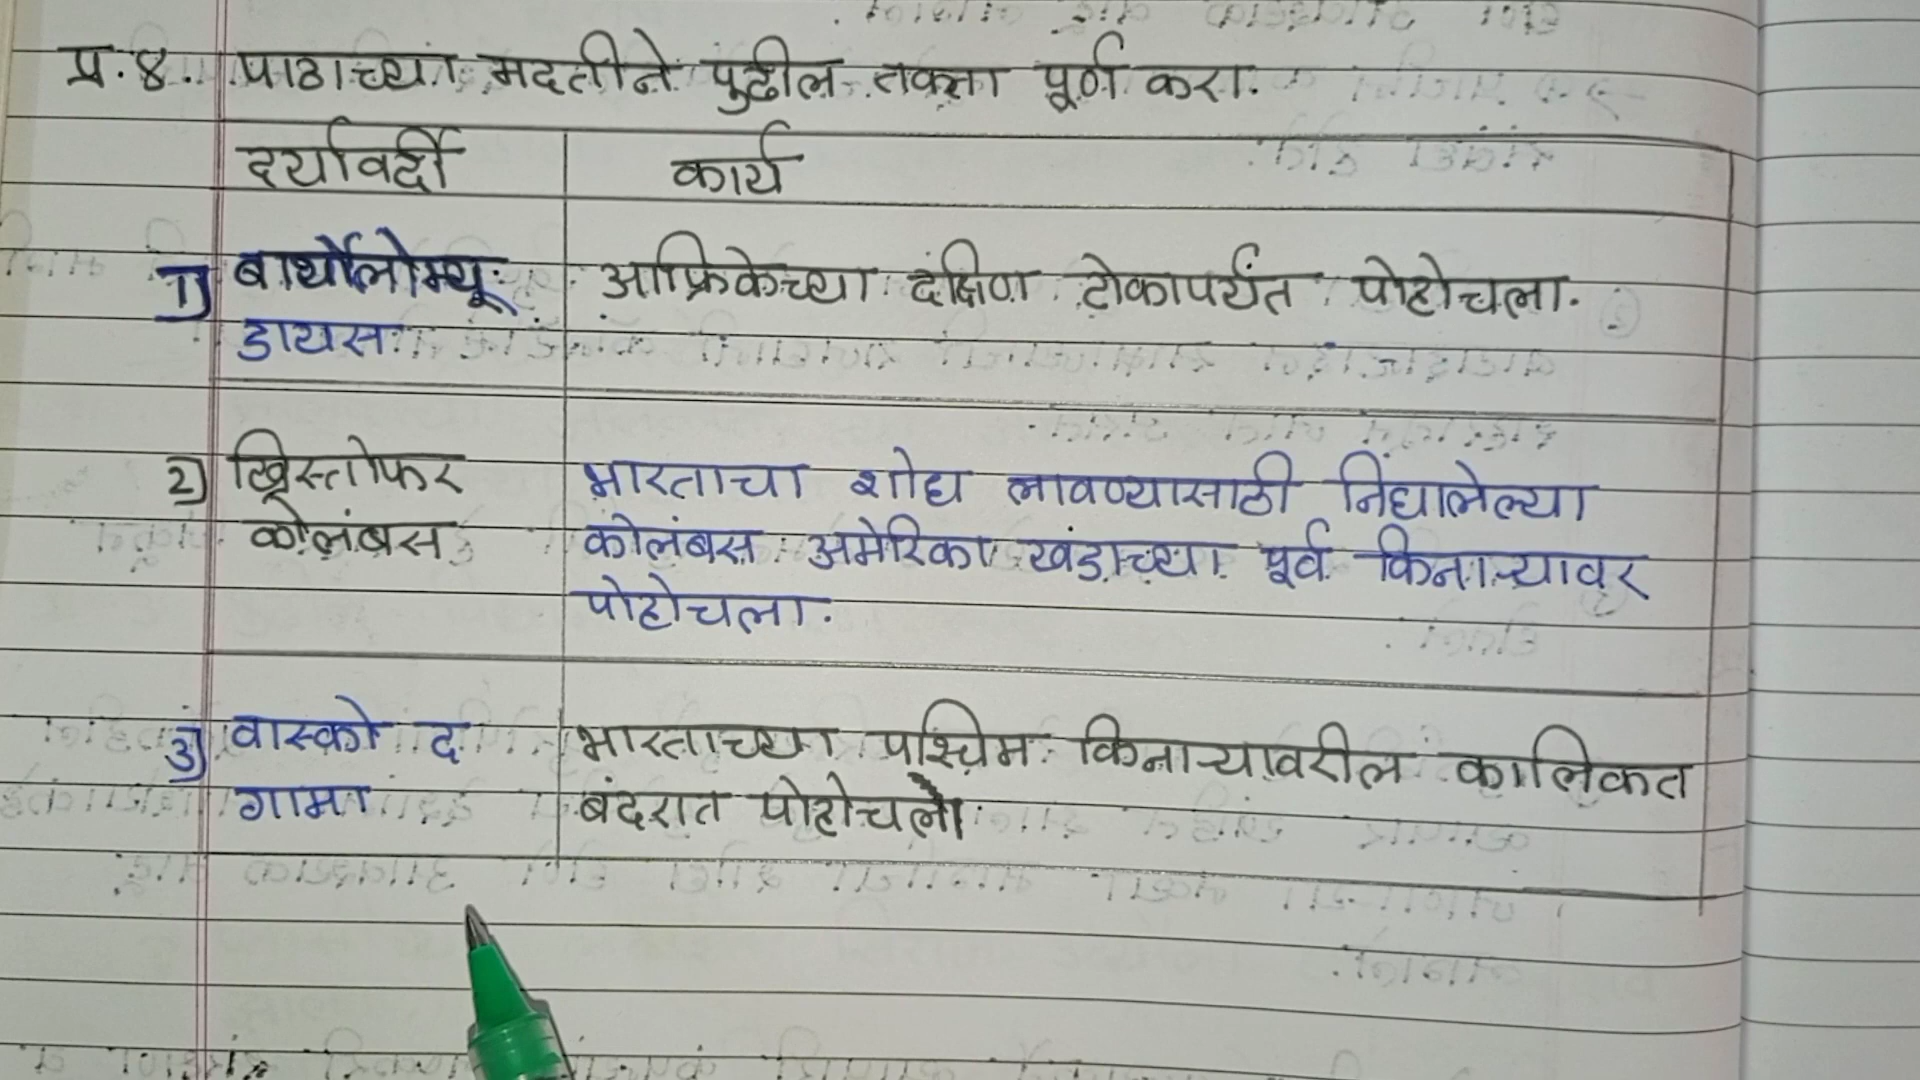 प्र.४. पाठाच्या मदतीने पुढील तक्ता पूर्ण करा.
दर्यावर्दी कार्य
1) बार्थोलोम्यू आफ्रिकेच्या दक्षिण टोकापर्यंत पोहोचला.
डायस
2) ख्रिस्तोफर भारताचा शोध लावण्यासाठी निघालेल्या
कोलंबस कोलंबस अमेरिका खंडाच्या पूर्व किनाऱ्यावर
पोहोचला.
3) वास्को द भारताच्या पश्चिम किनाऱ्यावरील कालिकत
गामा बंदरात पोहोचला